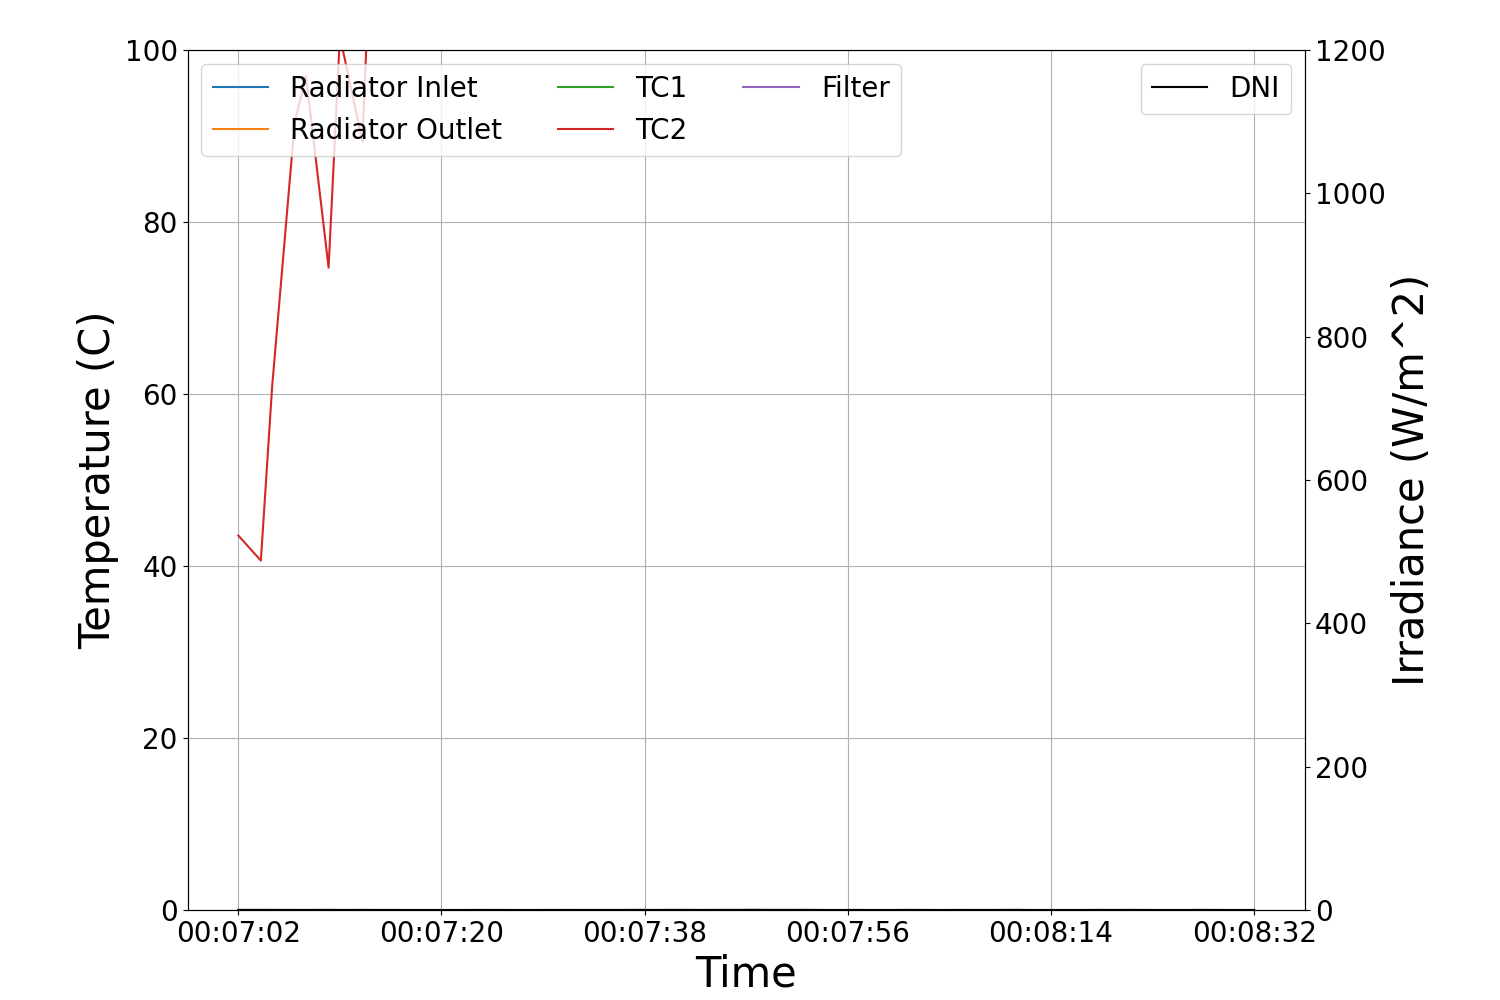 100
80
60
40
20
0
Temperature (C)
Radiator Inlet
Radiator Outlet
TC1
TC2
Filter
DNI
1200
1000
800
600
400
200
0
Irradiance (W/m^2)
00:07:02 00:07:20 00:07:38 00:07:56 00:08:14 00:08:32
Time